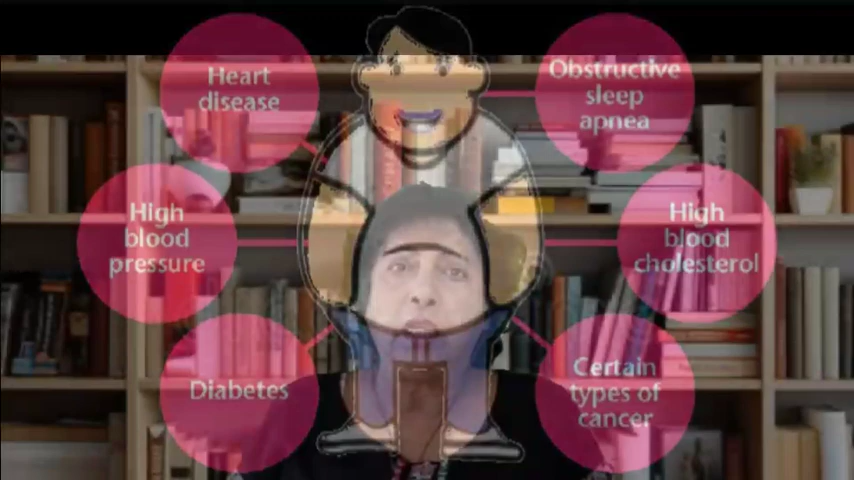 Heart
disease
Obstructive
sleep
apnea
High
blood
pressure
High
blood
cholesterol
Diabetes
Certain
types of
cancer